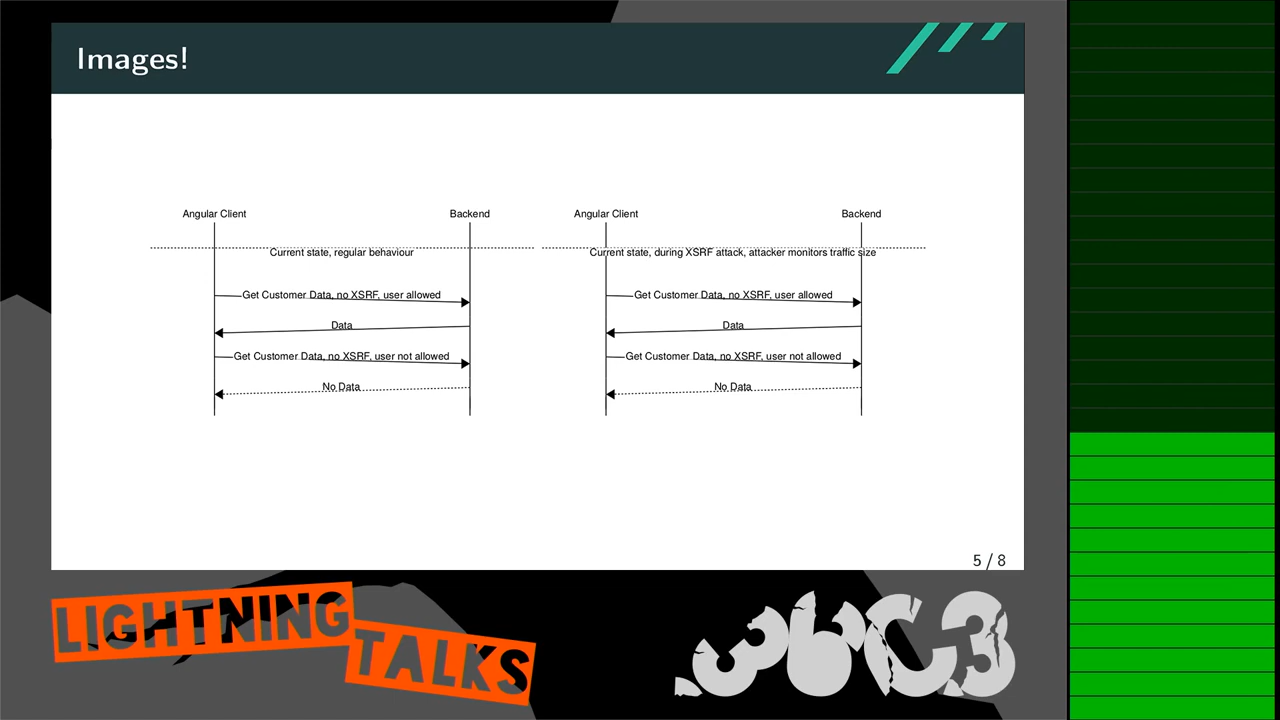 Images!
Angular Client
Backend
Current state, regular behaviour
Get Customer Data, no XSRF, user allowed
Data
Get Customer Data, no XSRF, user not allowed
No Data
Angular Client
Backend
Current state, during XSRF attack, attacker monitors traffic size
Get Customer Data, no XSRF, user allowed
Data
Get Customer Data, no XSRF, user not allowed
No Data
5 / 8
LIGHTNING
TALKS
36C3